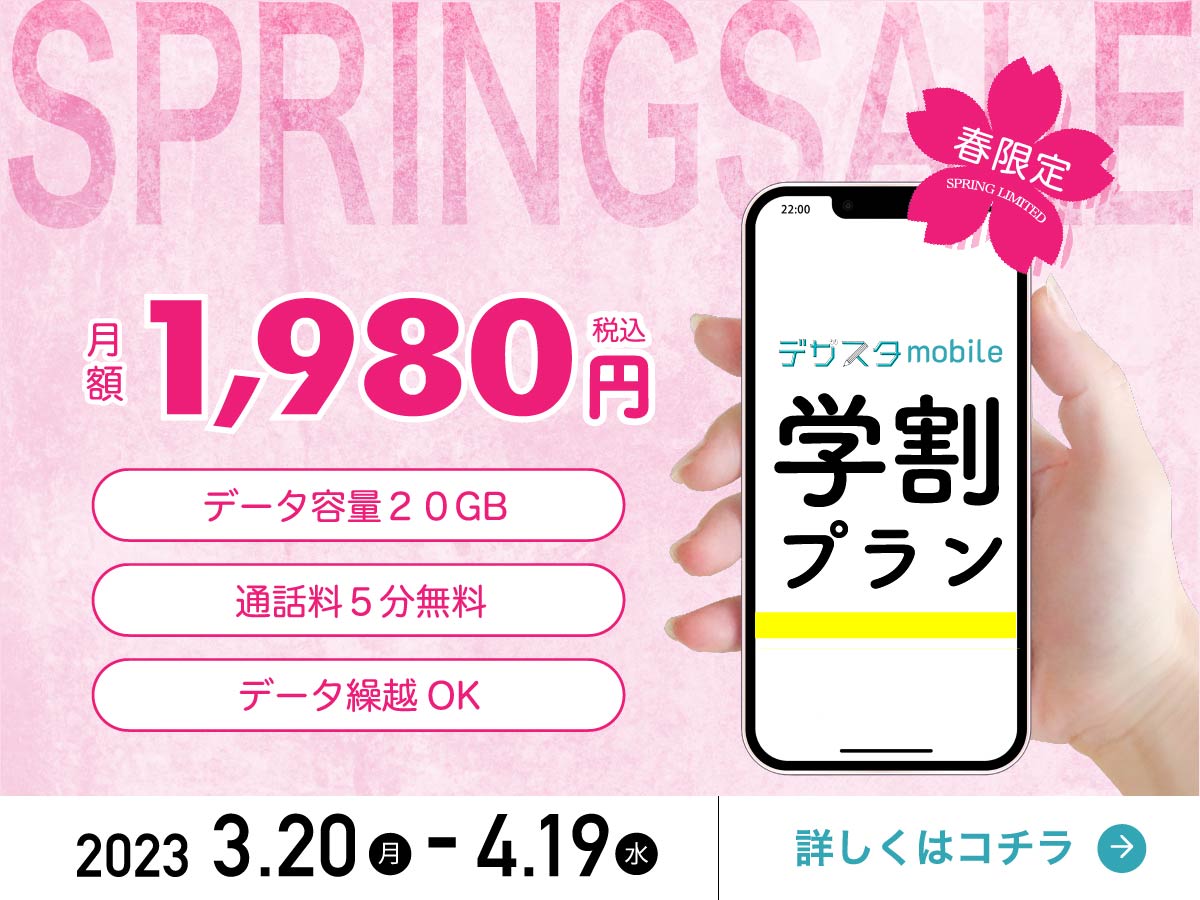 SPRINGSALE
春限定
SPRING LIMITED
22:00
月額
1,980円
税込
データ容量２０GB
通話料５分無料
データ繰越 OK
デザスタmobile
学割
プラン
2023 3.20 月 - 4.19 水
詳しくはコチラ